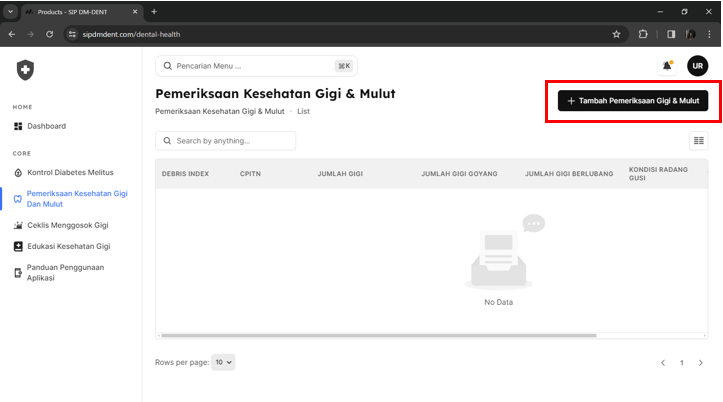 Products - SIP DM-DENT
sipdmdent.com/dental-health
Pencarian Menu ...
⌘K
UR
Pemeriksaan Kesehatan Gigi & Mulut
Pemeriksaan Kesehatan Gigi & Mulut · List
+ Tambah Pemeriksaan Gigi & Mulut
HOME
Dashboard
CORE
Kontrol Diabetes Melitus
Pemeriksaan Kesehatan Gigi
Dan Mulut
Ceklis Menggosok Gigi
Edukasi Kesehatan Gigi
Panduan Penggunaan
Aplikasi
Search by anything...
DEBRIS INDEX CPITN JUMLAH GIGI JUMLAH GIGI GOYANG JUMLAH GIGI BERLUBANG KONDISI RADANG
GUSI
No Data
Rows per page: 10
1